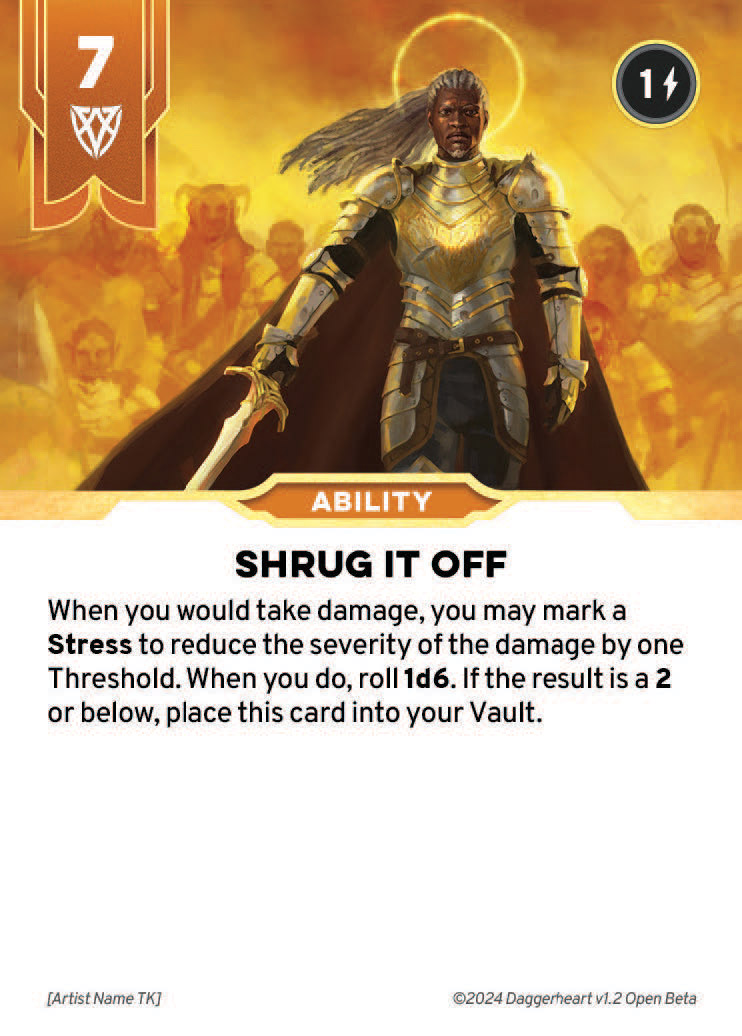 7
1
ABILITY
SHRUG IT OFF
When you would take damage, you may mark a
Stress to reduce the severity of the damage by one
Threshold. When you do, roll 1d6. If the result is a 2
or below, place this card into your Vault.
[Artist Name TK]
©2024 Daggerheart v1.2 Open Beta